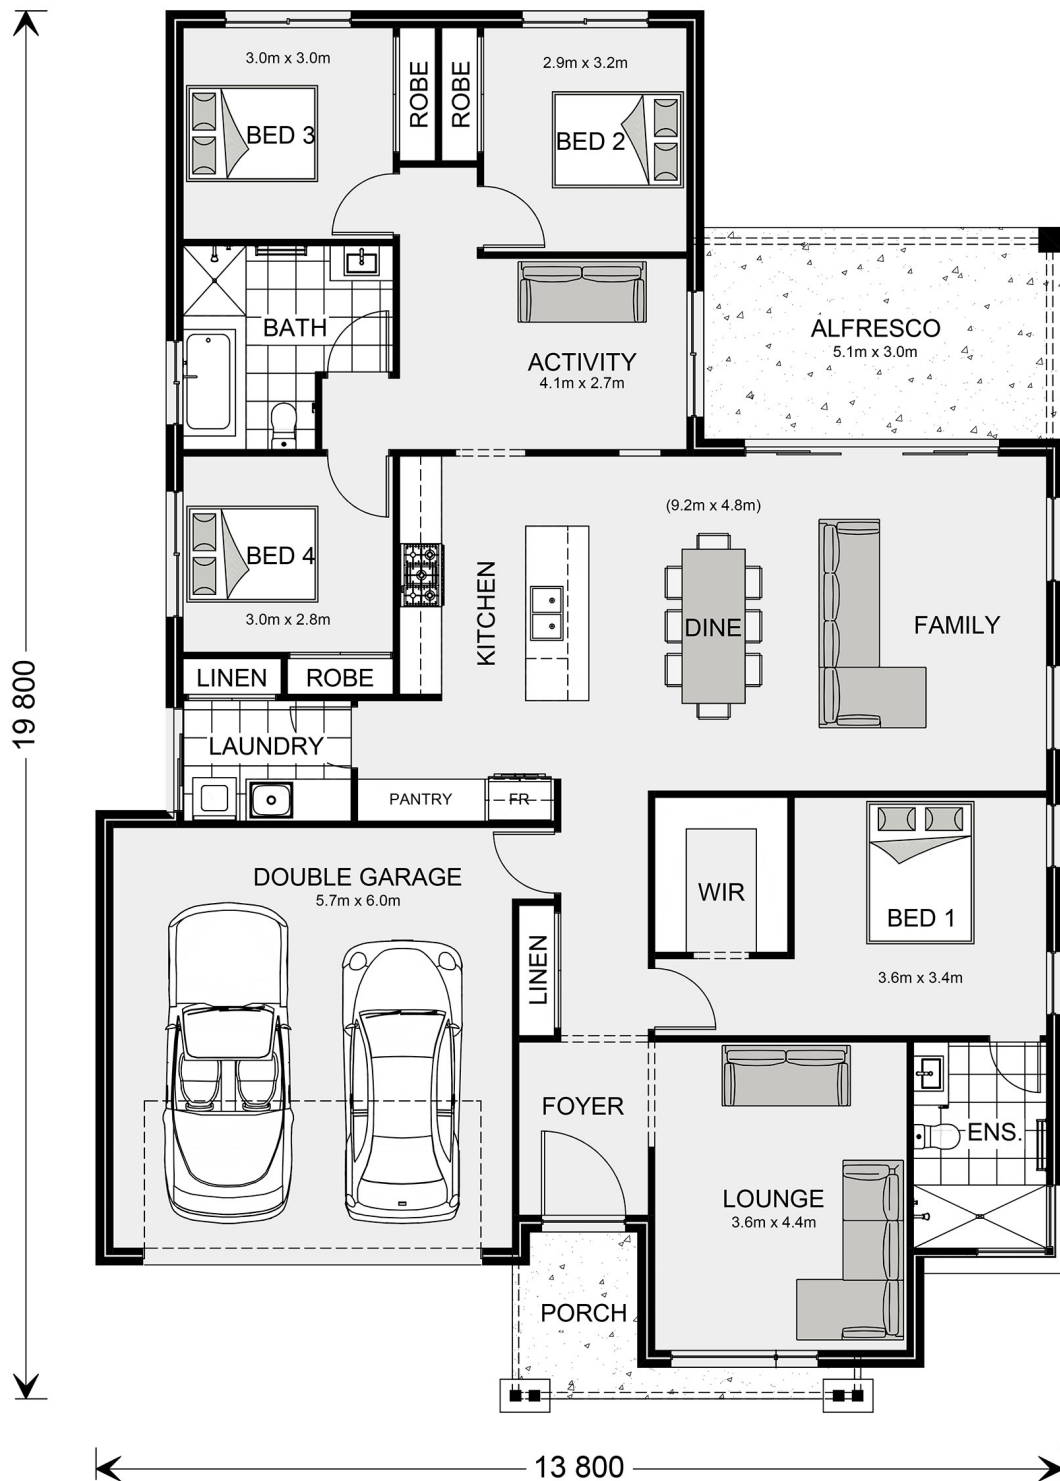 3.0m x 3.0m
BED 3
ROBE
ROBE
2.9m x 3.2m
BED 2
BATH
ACTIVITY
4.1m x 2.7m
ALFRESCO
5.1m x 3.0m
BED 4
3.0m x 2.8m
LINEN
ROBE
KITCHEN
(9.2m x 4.8m)
DINE
FAMILY
LAUNDRY
PANTRY
FR
DOUBLE GARAGE
5.7m x 6.0m
LINEN
WIR
BED 1
3.6m x 3.4m
FOYER
ENS.
LOUNGE
3.6m x 4.4m
PORCH
19 800
13 800